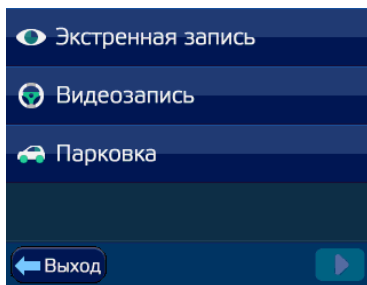 Экстренная запись
Видеозапись
Парковка
Выход